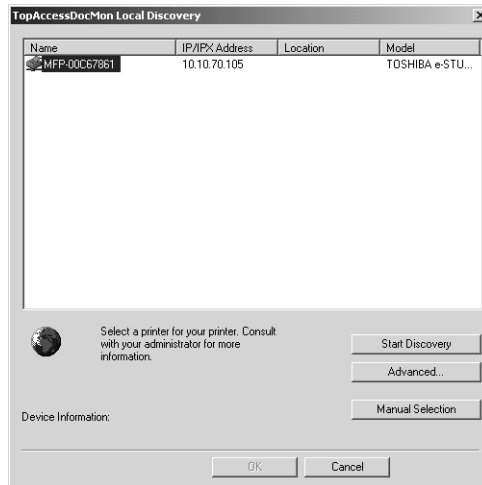 TopAccessDocMon Local Discovery
Name IP/IPX Address Location Model
MFP-00C67861 10.10.70.105 TOSHIBA e-STU...
Select a printer for your printer. Consult
with your administrator for more
information.
Start Discovery
Advanced...
Manual Selection
Device Information:
OK Cancel